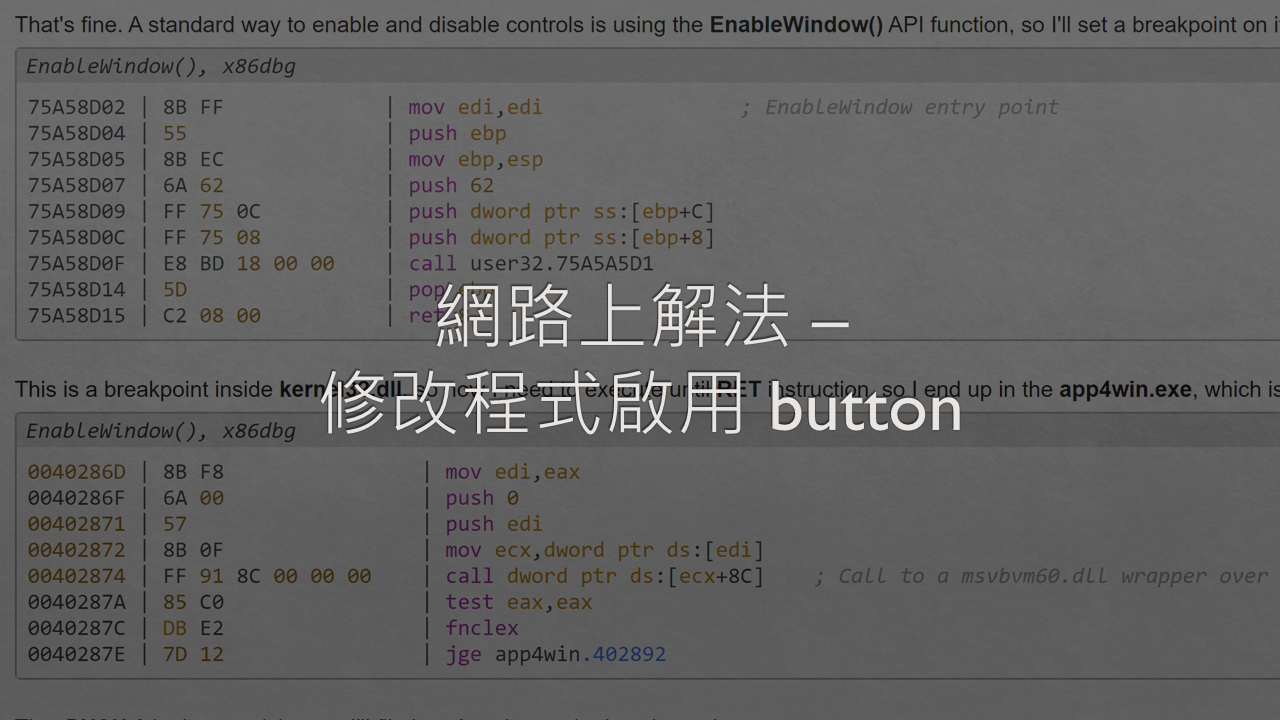 That's fine. A standard way to enable and disable controls is using the EnableWindow() API function, so I'll set a breakpoint on i
EnableWindow(), x86dbg
75A58D02 | 8B FF | mov edi,edi ; EnableWindow entry point
75A58D04 | 55 | push ebp
75A58D05 | 8B EC | mov ebp,esp
75A58D07 | 6A 62 | push 62
75A58D09 | FF 75 0C | push dword ptr ss:[ebp+C]
75A58D0C | FF 75 08 | push dword ptr ss:[ebp+8]
75A58D0F | E8 BD 18 00 00 | call user32.75A5A5D1
75A58D14 | 5D | pop
75A58D15 | C2 08 00 | ret
網路上解法 –
修改程式啟用 button
This is a breakpoint inside kernel32.dll, so now I need to execute until RET instruction, so I end up in the app4win.exe, which is
EnableWindow(), x86dbg
0040286D | 8B F8 | mov edi,eax
0040286F | 6A 00 | push 0
00402871 | 57 | push edi
00402872 | 8B 0F | mov ecx,dword ptr ds:[edi]
00402874 | FF 91 8C 00 00 00 | call dword ptr ds:[ecx+8C] ; Call to a msvbvm60.dll wrapper over
0040287A | 85 C0 | test eax,eax
0040287C | DB E2 | fnclex
0040287E | 7D 12 | jge app4win.402892